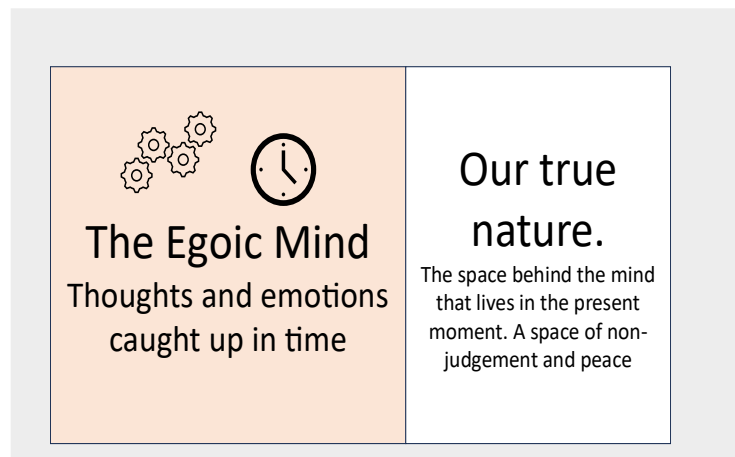 The Egoic Mind
Thoughts and emotions
caught up in time
Our true
nature.
The space behind the mind
that lives in the present
moment. A space of non-
judgement and peace